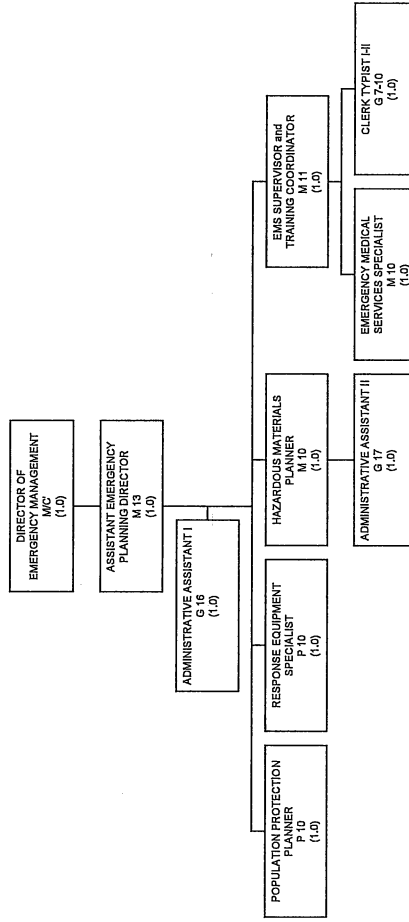 DIRECTOR OF
EMERGENCY MANAGEMENT
M/C'
(1.0)
ASSISTANT EMERGENCY
PLANNING DIRECTOR
M 13
(1.0)
ADMINISTRATIVE ASSISTANT I
G 16
(1.0)
POPULATION PROTECTION
PLANNER
P 10
(1.0)
RESPONSE EQUIPMENT
SPECIALIST
P 10
(1.0)
HAZARDOUS MATERIALS
PLANNER
M 10
(1.0)
EMS SUPERVISOR and
TRAINING COORDINATOR
M 11
(1.0)
ADMINISTRATIVE ASSISTANT II
G 17
(1.0)
EMERGENCY MEDICAL
SERVICES SPECIALIST
M 10
(1.0)
CLERK TYPIST I-II
G 7-10
(1.0)